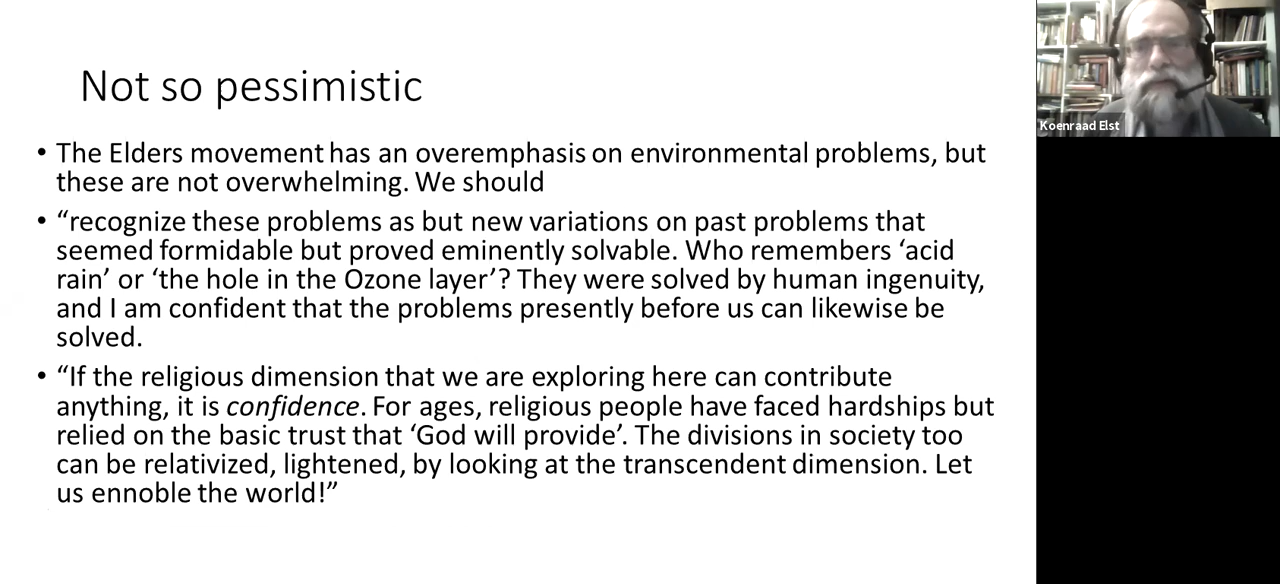 Not so pessimistic
• The Elders movement has an overemphasis on environmental problems, but
these are not overwhelming. We should
• “recognize these problems as but new variations on past problems that
seemed formidable but proved eminently solvable. Who remembers ‘acid
rain’ or ‘the hole in the Ozone layer’? They were solved by human ingenuity,
and I am confident that the problems presently before us can likewise be
solved.
• “If the religious dimension that we are exploring here can contribute
anything, it is confidence. For ages, religious people have faced hardships but
relied on the basic trust that ‘God will provide’. The divisions in society too
can be relativized, lightened, by looking at the transcendent dimension. Let
us ennoble the world!”
Koenraad Elst